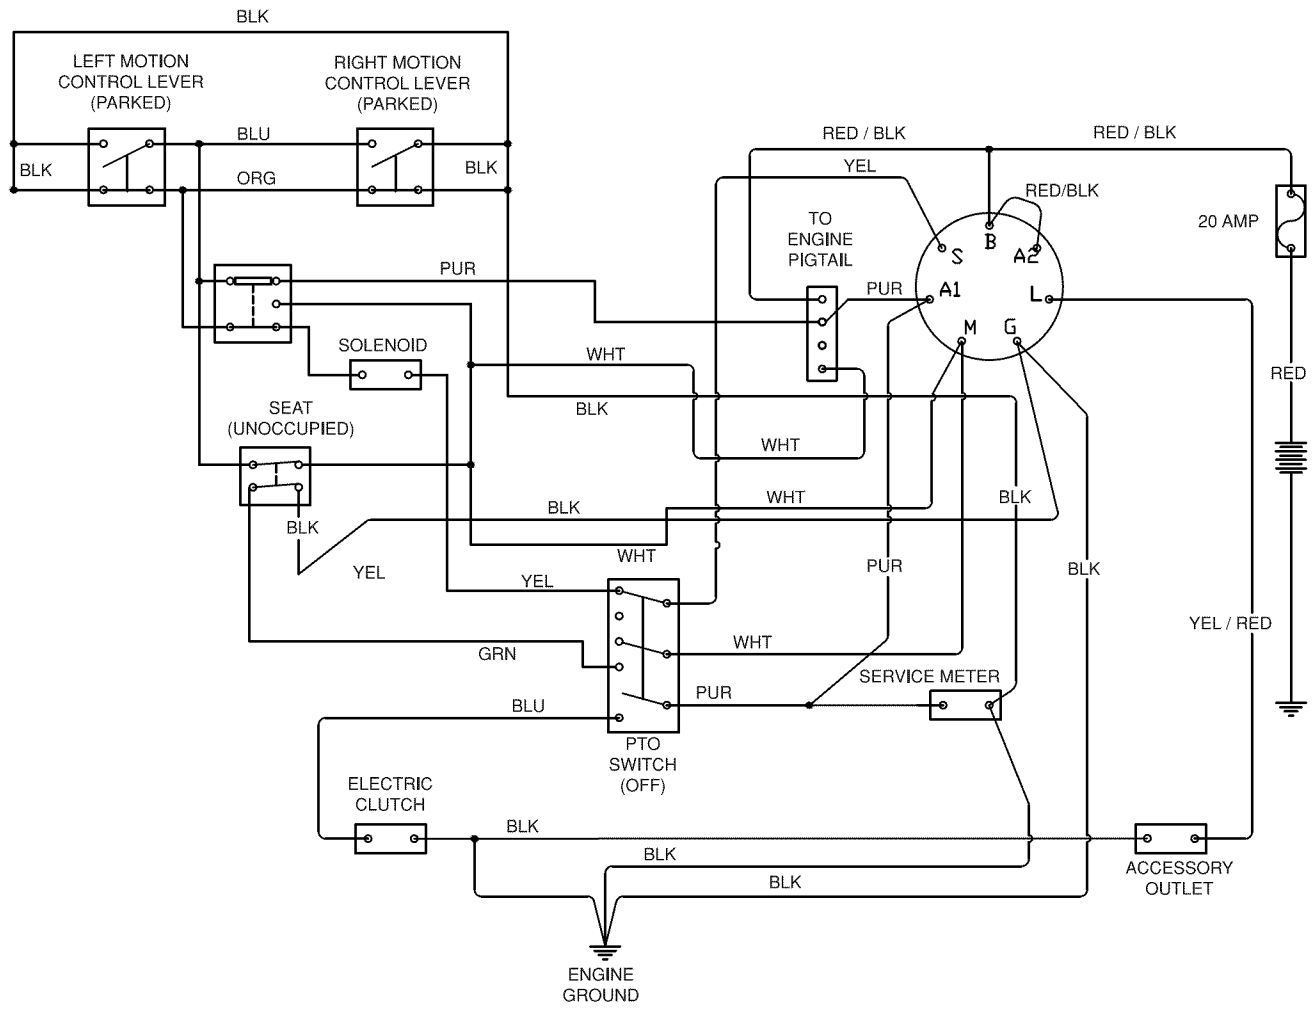 BLK
LEFT MOTION
CONTROL LEVER
(PARKED)
RIGHT MOTION
CONTROL LEVER
(PARKED)
BLU
BLK
BLK
ORG
RED / BLK
RED / BLK
YEL
RED/BLK
TO
ENGINE
PIGTAIL
20 AMP
B
S
A2
PUR
PUR
A1
L
M
G
SOLENOID
WHT
RED
SEAT
(UNOCCUPIED)
BLK
WHT
WHT
BLK
BLK
BLK
WHT
YEL
YEL
PUR
BLK
YEL / RED
GRN
WHT
SERVICE METER
PUR
BLU
PTO
SWITCH
(OFF)
ELECTRIC
CLUTCH
BLK
BLK
BLK
ACCESSORY
OUTLET
ENGINE
GROUND